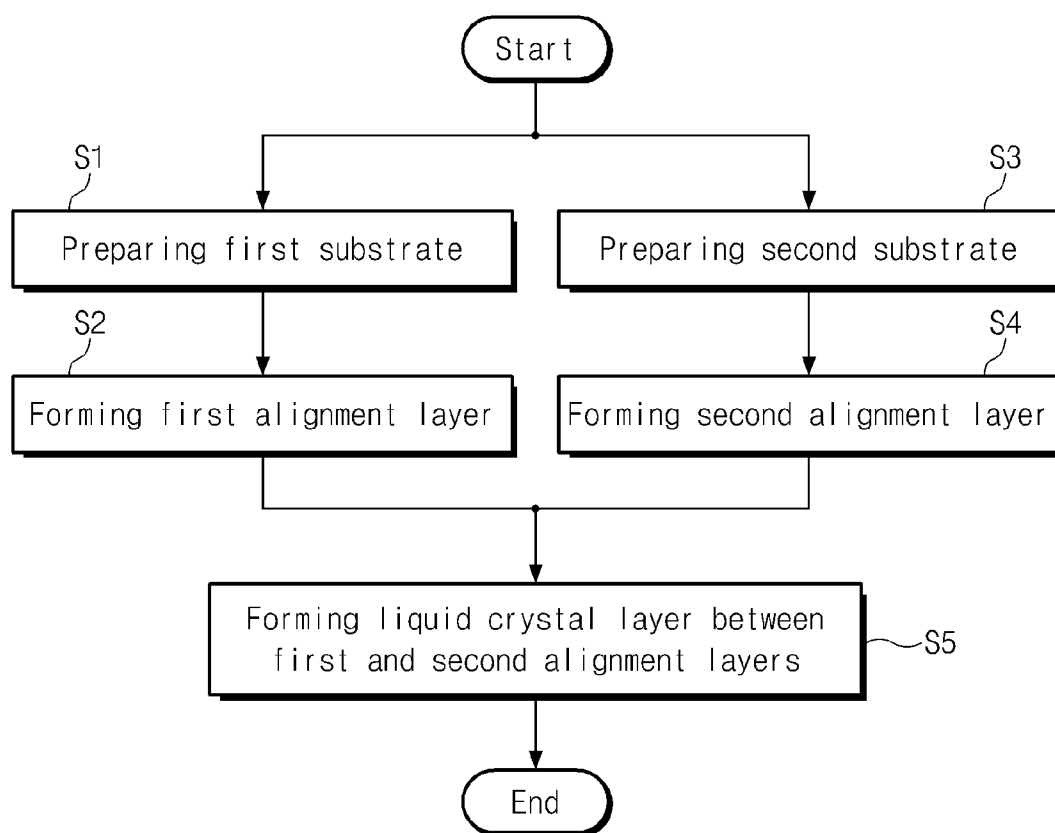 Start
S1
S3
Preparing first substrate
Preparing second substrate
S2
S4
Forming first alignment layer
Forming second alignment layer
Forming liquid crystal layer between
first and second alignment layers
S5
End